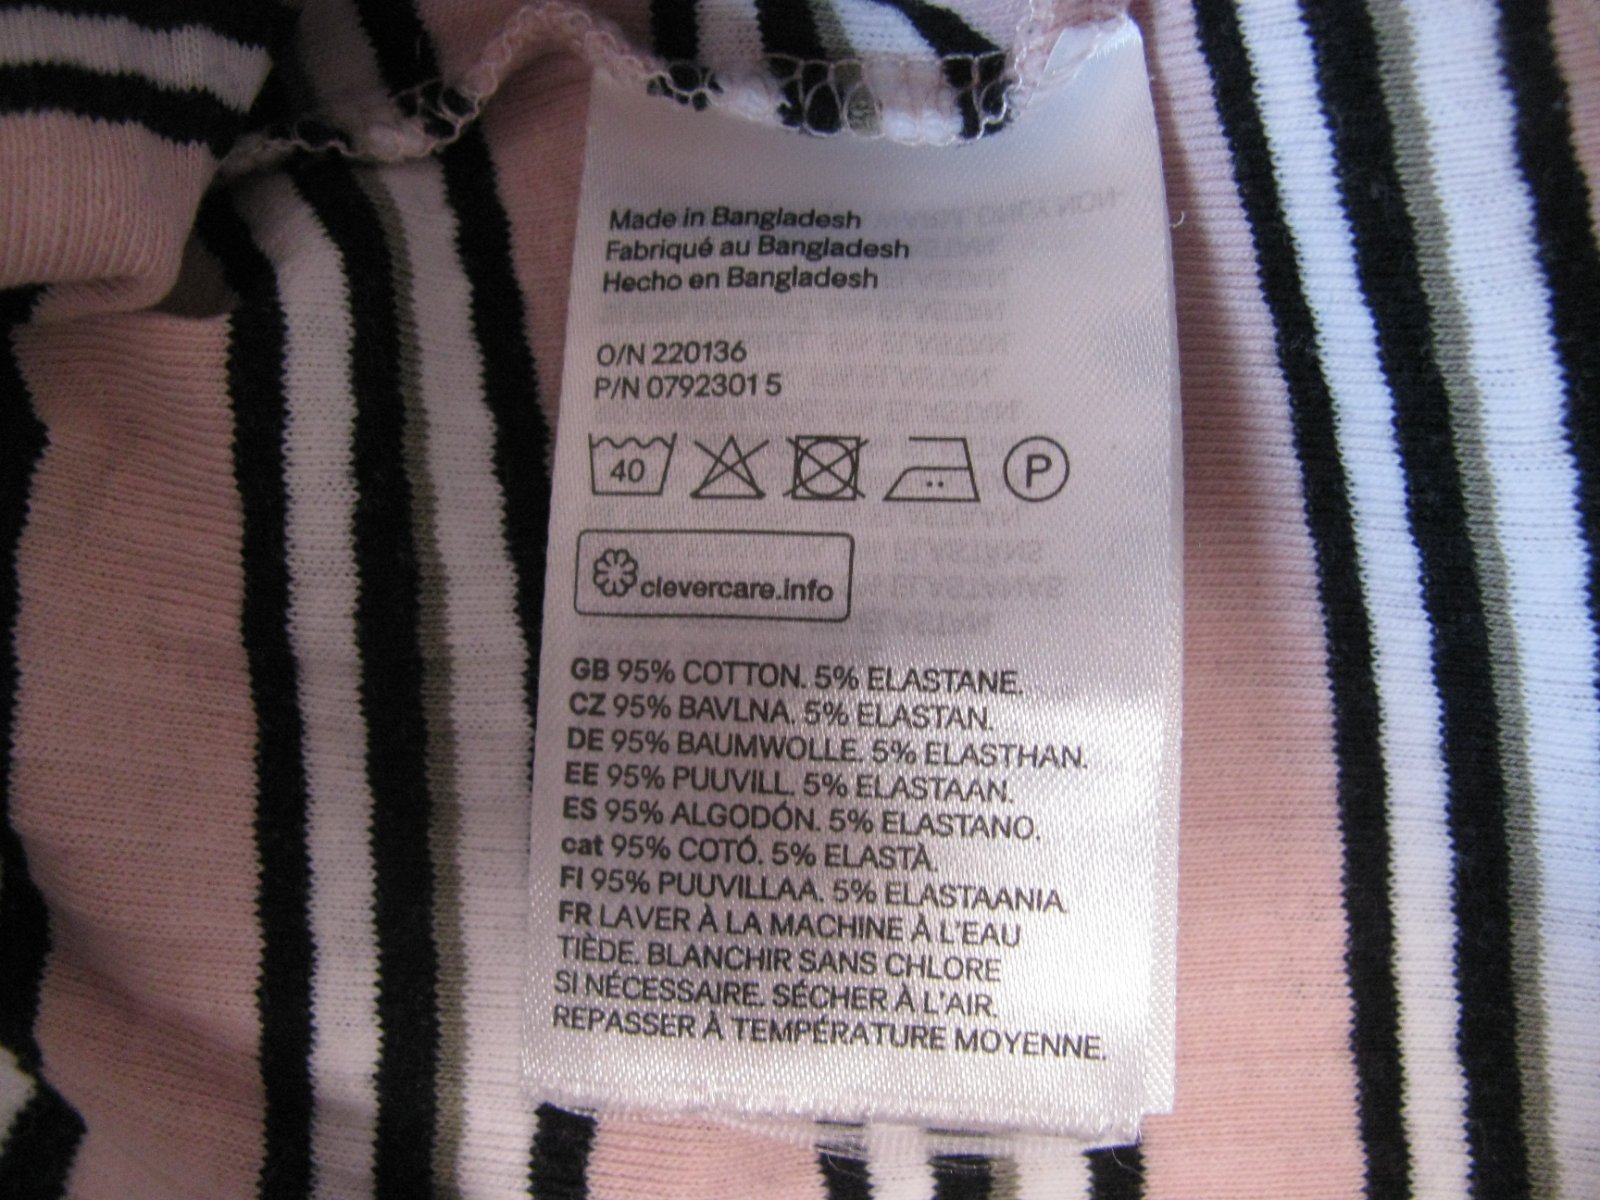 Made in Bangladesh
Fabriqué au Bangladesh
Hecho en Bangladesh
O/N 220136
P/N 0792301 5
40 P
clevercare.info
GB 95% COTTON. 5% ELASTANE.
CZ 95% BAVLNA. 5% ELASTAN.
DE 95% BAUMWOLLE. 5% ELASTHAN.
EE 95% PUUVILL. 5% ELASTAAN.
ES 95% ALGODÓN. 5% ELASTANO.
cat 95% COTÓ. 5% ELASTÀ.
FI 95% PUUVILLAA. 5% ELASTAANIA.
FR LAVER À LA MACHINE À L'EAU
TIÈDE. BLANCHIR SANS CHLORE
SI NÉCESSAIRE. SÉCHER À L'AIR.
REPASSER À TEMPÉRATURE MOYENNE.